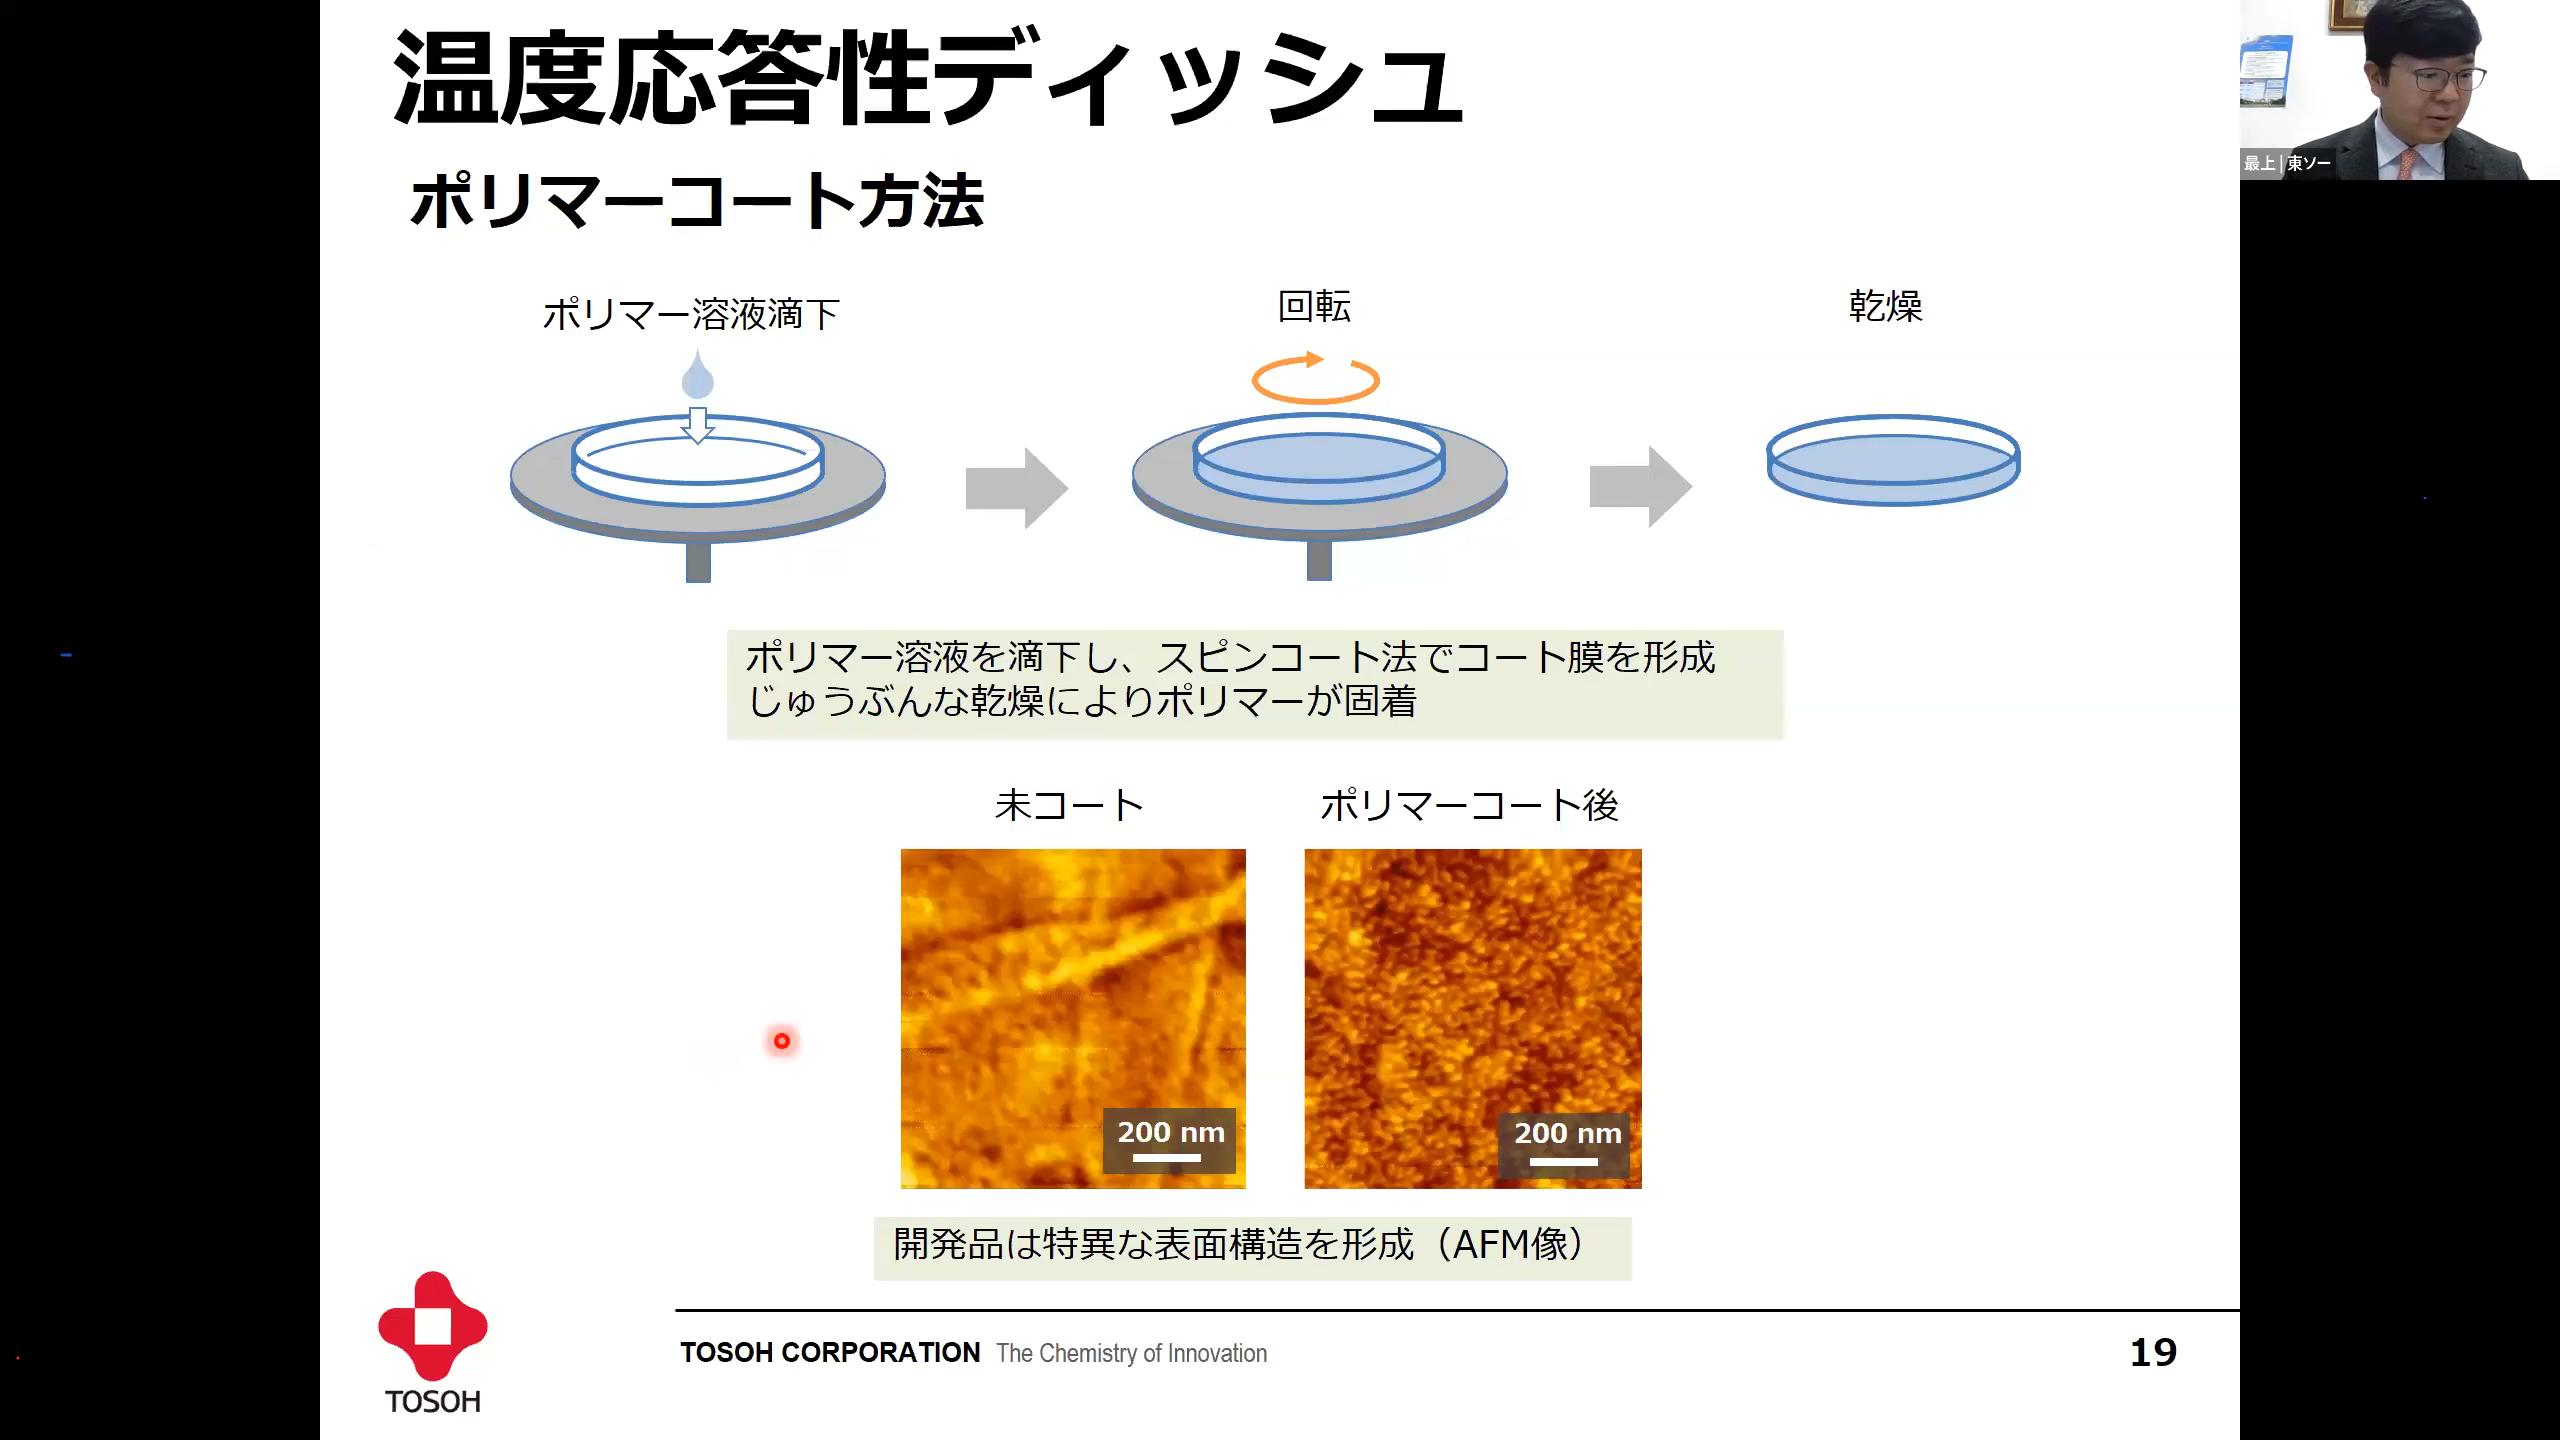 温度応答性ディッシュ
ポリマーコート方法
ポリマー溶液滴下
回転
乾燥
ポリマー溶液を滴下し、スピンコート法でコート膜を形成
じゅうぶんな乾燥によりポリマーが固着
未コート
ポリマーコート後
200 nm
200 nm
開発品は特異な表面構造を形成（AFM像）
TOSOH
TOSOH CORPORATION The Chemistry of Innovation
19
最上 | 東ソー